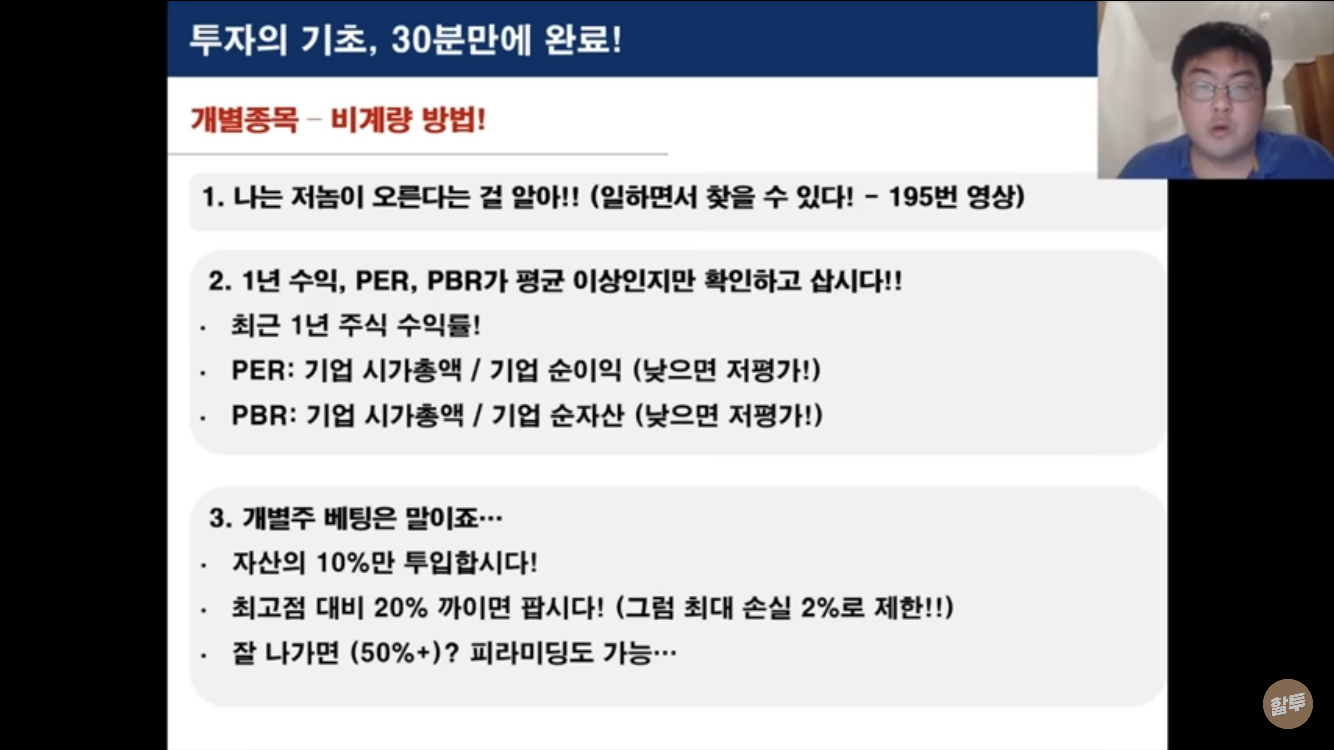 투자의 기초, 30분만에 완료!
개별종목 – 비계량 방법!
1. 나는 저놈이 오른다는 걸 알아!! (일하면서 찾을 수 있다! - 195번 영상)
2. 1년 수익, PER, PBR가 평균 이상인지만 확인하고 삽시다!!
· 최근 1년 주식 수익률!
· PER: 기업 시가총액 / 기업 순이익 (낮으면 저평가!)
· PBR: 기업 시가총액 / 기업 순자산 (낮으면 저평가!)
3. 개별주 베팅은 말이죠…
· 자산의 10%만 투입합시다!
· 최고점 대비 20% 까이면 팝시다! (그럼 최대 손실 2%로 제한!!)
· 잘 나가면 (50%+)? 피라미딩도 가능…
할투